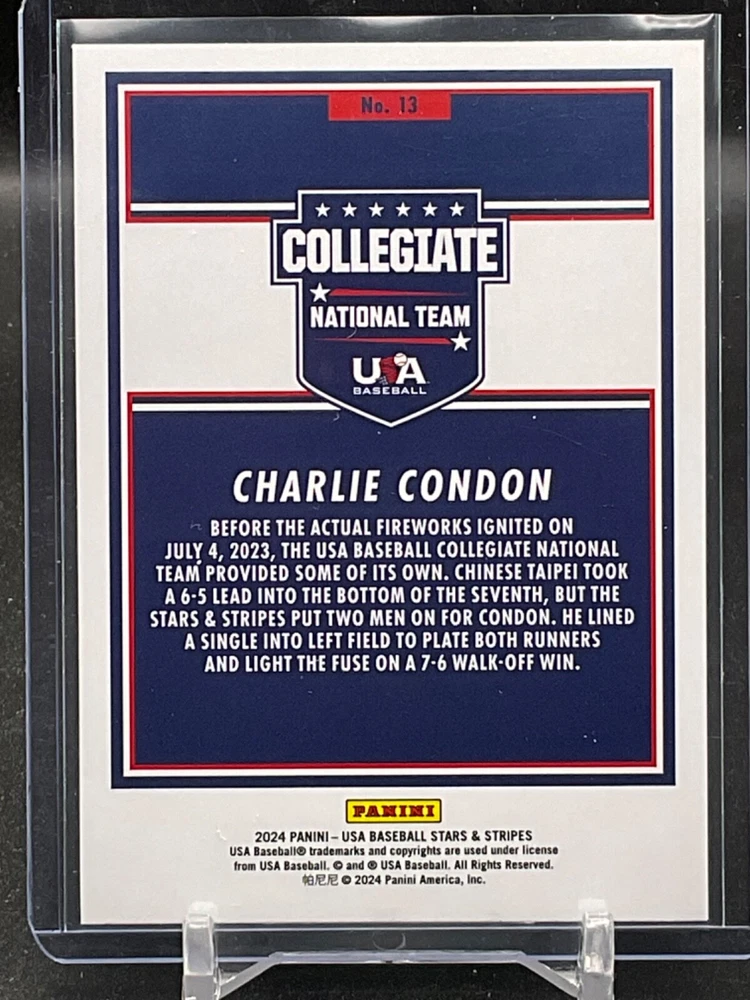 No. 13
COLLEGIATE
NATIONAL TEAM
USA
BASEBALL
CHARLIE CONDON
BEFORE THE ACTUAL FIREWORKS IGNITED ON
JULY 4, 2023, THE USA BASEBALL COLLEGIATE NATIONAL
TEAM PROVIDED SOME OF ITS OWN. CHINESE TAIPEI TOOK
A 6-5 LEAD INTO THE BOTTOM OF THE SEVENTH, BUT THE
STARS & STRIPES PUT TWO MEN ON FOR CONDON. HE LINED
A SINGLE INTO LEFT FIELD TO PLATE BOTH RUNNERS
AND LIGHT THE FUSE ON A 7-6 WALK-OFF WIN.
PANINI
2024 PANINI – USA BASEBALL STARS & STRIPES
USA Baseball® trademarks and copyrights are used under license
from USA Baseball. © and ® USA Baseball. All Rights Reserved.
帕尼尼 © 2024 Panini America, Inc.